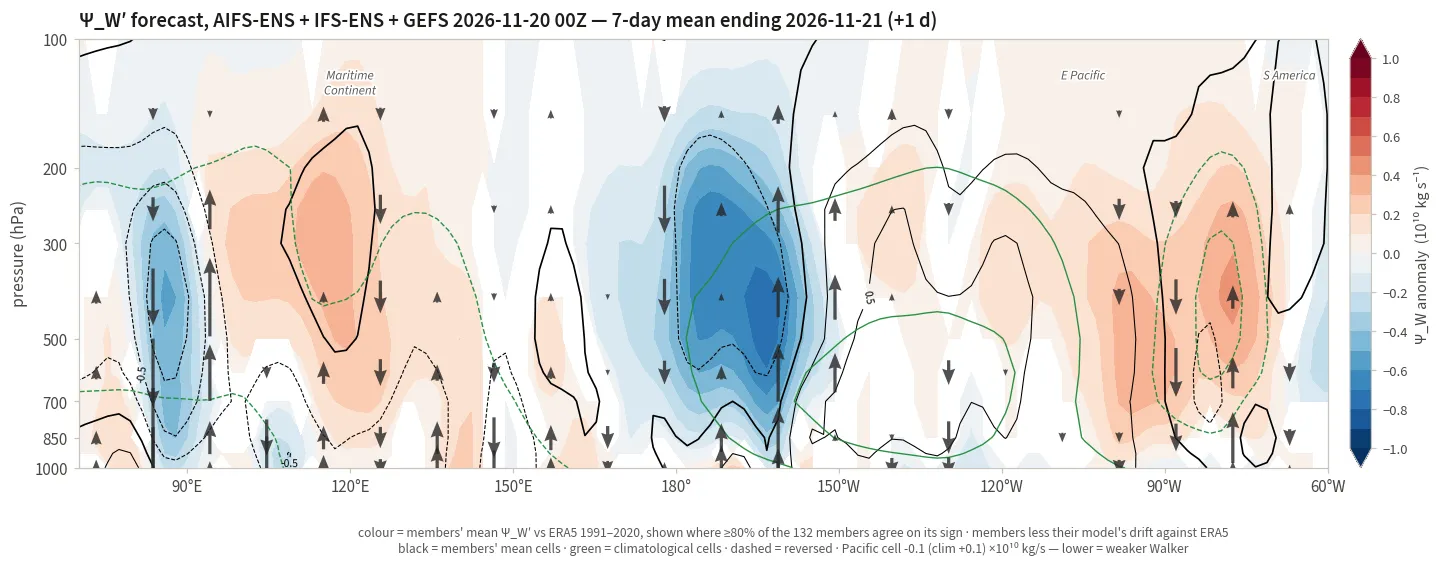 Ψ_W′ forecast, AIFS-ENS + IFS-ENS + GEFS 2026-11-20 00Z — 7-day mean ending 2026-11-21 (+1 d)
100
200
300
400
500
700
850
1000
pressure (hPa)
Maritime
Continent
E Pacific
S America
-0.5
-0.5
0.5
90°E
120°E
150°E
180°
150°W
120°W
90°W
60°W
1.0
0.8
0.6
0.4
0.2
0.0
−0.2
−0.4
−0.6
−0.8
−1.0
Ψ_W anomaly (10¹⁰ kg s⁻¹)
colour = members' mean Ψ_W′ vs ERA5 1991–2020, shown where ≥80% of the 132 members agree on its sign · members less their model's drift against ERA5
black = members' mean cells · green = climatological cells · dashed = reversed · Pacific cell -0.1 (clim +0.1) ×10¹⁰ kg/s — lower = weaker Walker